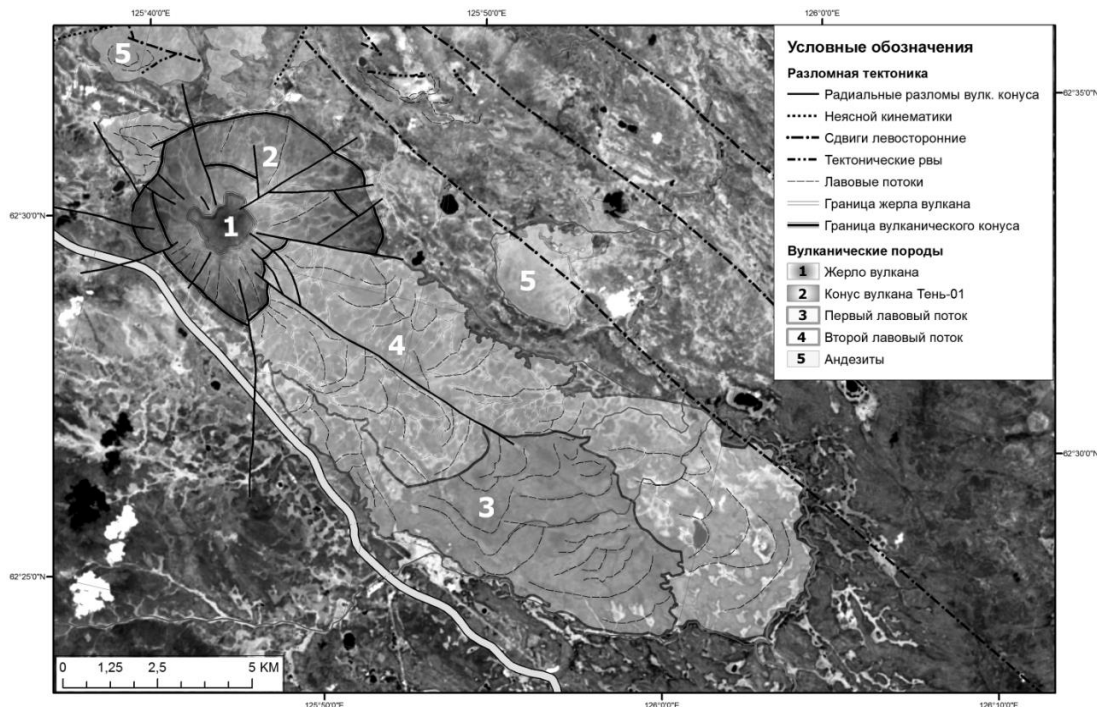 125°40'0"E
125°50'0"E
126°0'0"E
62°35'0"N
62°30'0"N
62°30'0"N
62°25'0"N
125°50'0"E
126°0'0"E
126°10'0"E
5
2
1
5
4
3
Условные обозначения
Разломная тектоника
Радиальные разломы вулк. конуса
Неясной кинематики
Сдвиги левосторонние
Тектонические рвы
Лавовые потоки
Граница жерла вулкана
Граница вулканического конуса
Вулканические породы
1 Жерло вулкана
2 Конус вулкана Тень-01
3 Первый лавовый поток
4 Второй лавовый поток
5 Андезиты
0 1,25 2,5 5 KM